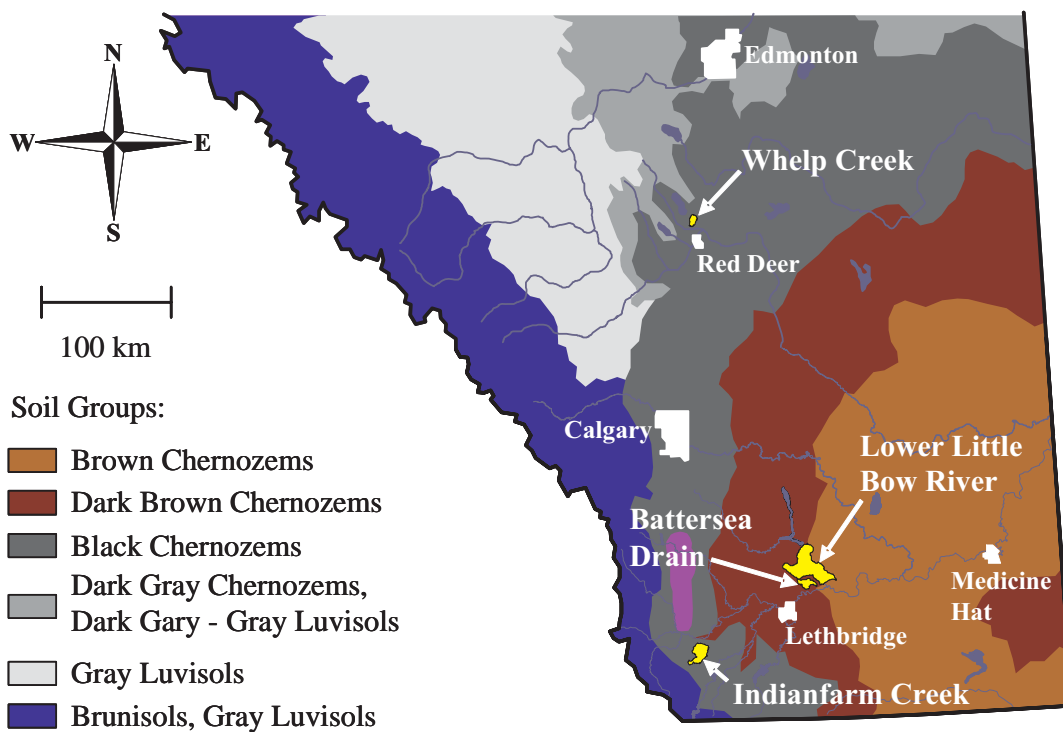 N
W
E
S
100 km
Soil Groups:
Brown Chernozems
Dark Brown Chernozems
Black Chernozems
Dark Gray Chernozems,
Dark Gary - Gray Luvisols
Gray Luvisols
Brunisols, Gray Luvisols
Edmonton
Whelp Creek
Red Deer
Calgary
Lower Little
Bow River
Battersea
Drain
Medicine
Hat
Lethbridge
Indianfarm Creek